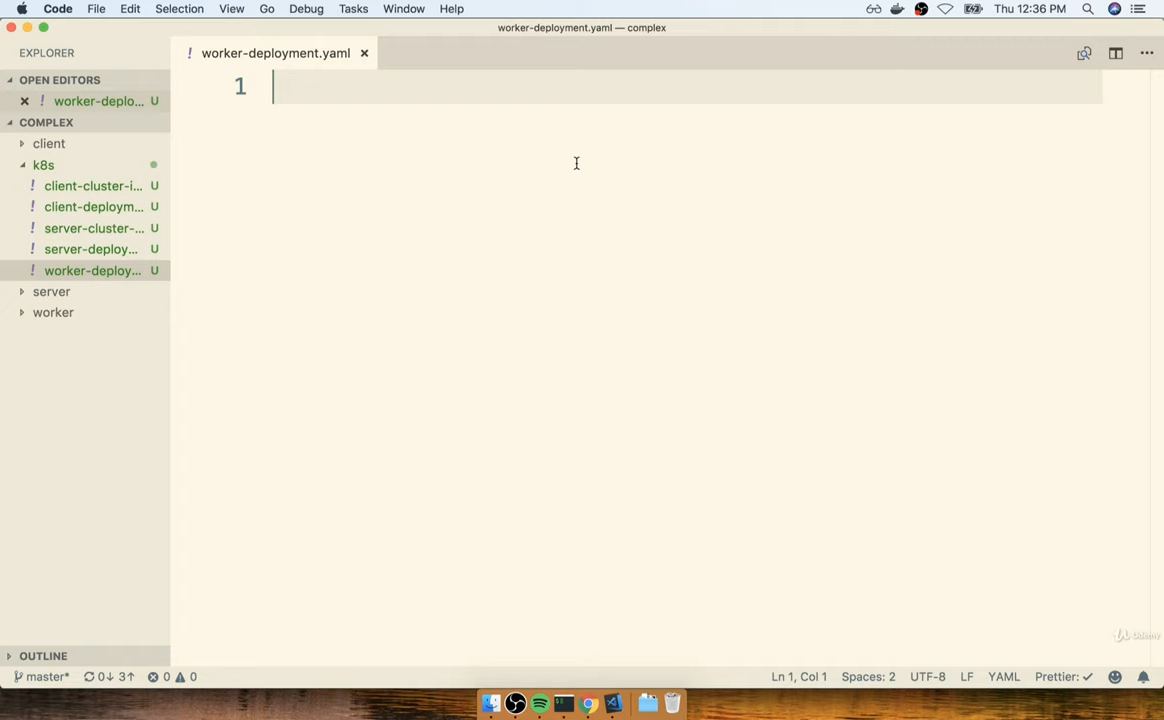 Code File Edit Selection View Go Debug Tasks Window Help Thu 12:36 PM
worker-deployment.yaml — complex
EXPLORER
! worker-deployment.yaml ×
OPEN EDITORS
× ! worker-deplo... U
COMPLEX
client
k8s
! client-cluster-i... U
! client-deploym... U
! server-cluster-... U
! server-deploy... U
! worker-deploy... U
server
worker
1
Udemy
OUTLINE
master* 0↓ 3↑ 0 0 Ln 1, Col 1 Spaces: 2 UTF-8 LF YAML Prettier: ✓